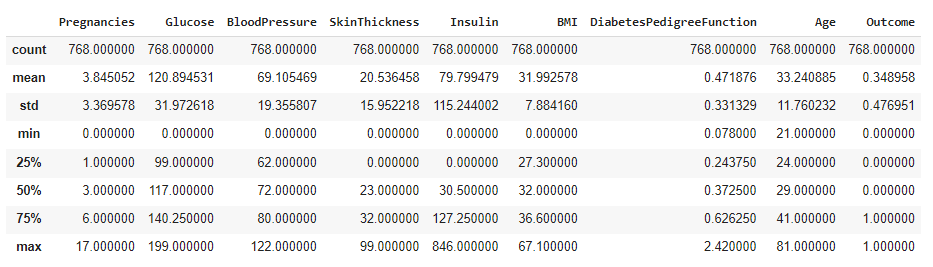 Pregnancies Glucose BloodPressure SkinThickness Insulin BMI DiabetesPedigreeFunction Age Outcome
count 768.000000 768.000000 768.000000 768.000000 768.000000 768.000000 768.000000 768.000000 768.000000
mean 3.845052 120.894531 69.105469 20.536458 79.799479 31.992578 0.471876 33.240885 0.348958
std 3.369578 31.972618 19.355807 15.952218 115.244002 7.884160 0.331329 11.760232 0.476951
min 0.000000 0.000000 0.000000 0.000000 0.000000 0.000000 0.078000 21.000000 0.000000
25% 1.000000 99.000000 62.000000 0.000000 0.000000 27.300000 0.243750 24.000000 0.000000
50% 3.000000 117.000000 72.000000 23.000000 30.500000 32.000000 0.372500 29.000000 0.000000
75% 6.000000 140.250000 80.000000 32.000000 127.250000 36.600000 0.626250 41.000000 1.000000
max 17.000000 199.000000 122.000000 99.000000 846.000000 67.100000 2.420000 81.000000 1.000000